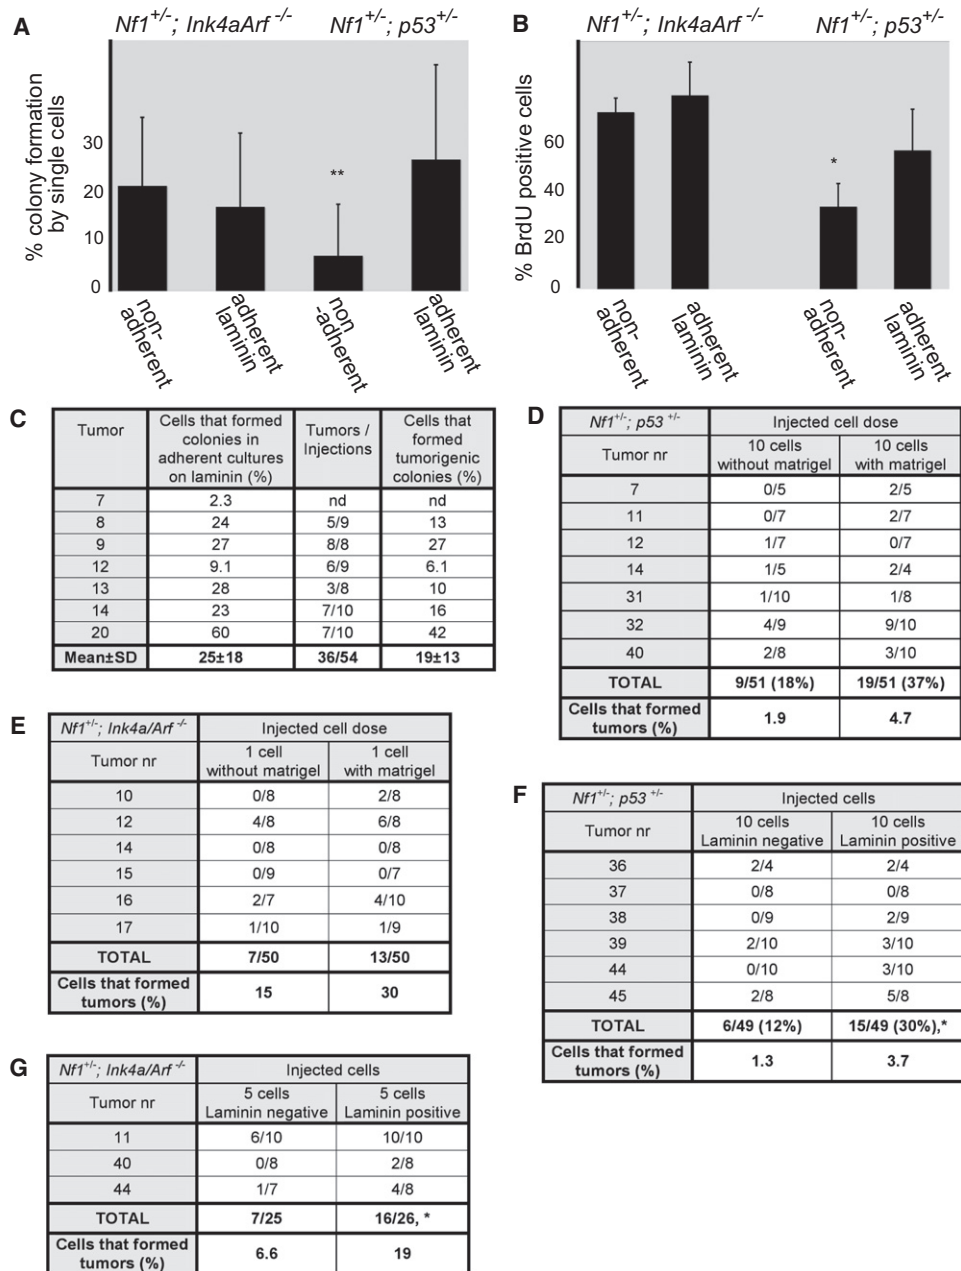 A
Nf1+/-; Ink4aArf -/-
Nf1+/-; p53+/-
% colony formation
by single cells
30
20
10
0
non-
adherent
adherent
laminin
non
-adherent
adherent
laminin
B
Nf1+/-; Ink4aArf -/-
Nf1+/-; p53+/-
% BrdU positive cells
60
40
20
0
**
*
non-
adherent
adherent
laminin
non
-adherent
adherent
laminin
C
Tumor | Cells that formed colonies in adherent cultures on laminin (%) | Tumors / Injections | Cells that formed tumorigenic colonies (%)
7 2.3 nd nd
8 24 5/9 13
9 27 8/8 27
12 9.1 6/9 6.1
13 28 3/8 10
14 23 7/10 16
20 60 7/10 42
Mean±SD 25±18 36/54 19±13
D
Nf1+/-; p53 +/- Injected cell dose
Tumor nr | 10 cells without matrigel | 10 cells with matrigel
7 0/5 2/5
11 0/7 2/7
12 1/7 0/7
14 1/5 2/4
31 1/10 1/8
32 4/9 9/10
40 2/8 3/10
TOTAL 9/51 (18%) 19/51 (37%)
Cells that formed tumors (%) 1.9 4.7
E
Nf1+/-; Ink4a/Arf -/- Injected cell dose
Tumor nr | 1 cell without matrigel | 1 cell with matrigel
10 0/8 2/8
12 4/8 6/8
14 0/8 0/8
15 0/9 0/7
16 2/7 4/10
17 1/10 1/9
TOTAL 7/50 13/50
Cells that formed tumors (%) 15 30
F
Nf1+/-; p53 +/- Injected cells
Tumor nr | 10 cells Laminin negative | 10 cells Laminin positive
36 2/4 2/4
37 0/8 0/8
38 0/9 2/9
39 2/10 3/10
44 0/10 3/10
45 2/8 5/8
TOTAL 6/49 (12%) 15/49 (30%),*
Cells that formed tumors (%) 1.3 3.7
G
Nf1+/-; Ink4a/Arf -/- Injected cells
Tumor nr | 5 cells Laminin negative | 5 cells Laminin positive
11 6/10 10/10
40 0/8 2/8
44 1/7 4/8
TOTAL 7/25 16/26, *
Cells that formed tumors (%) 6.6 19